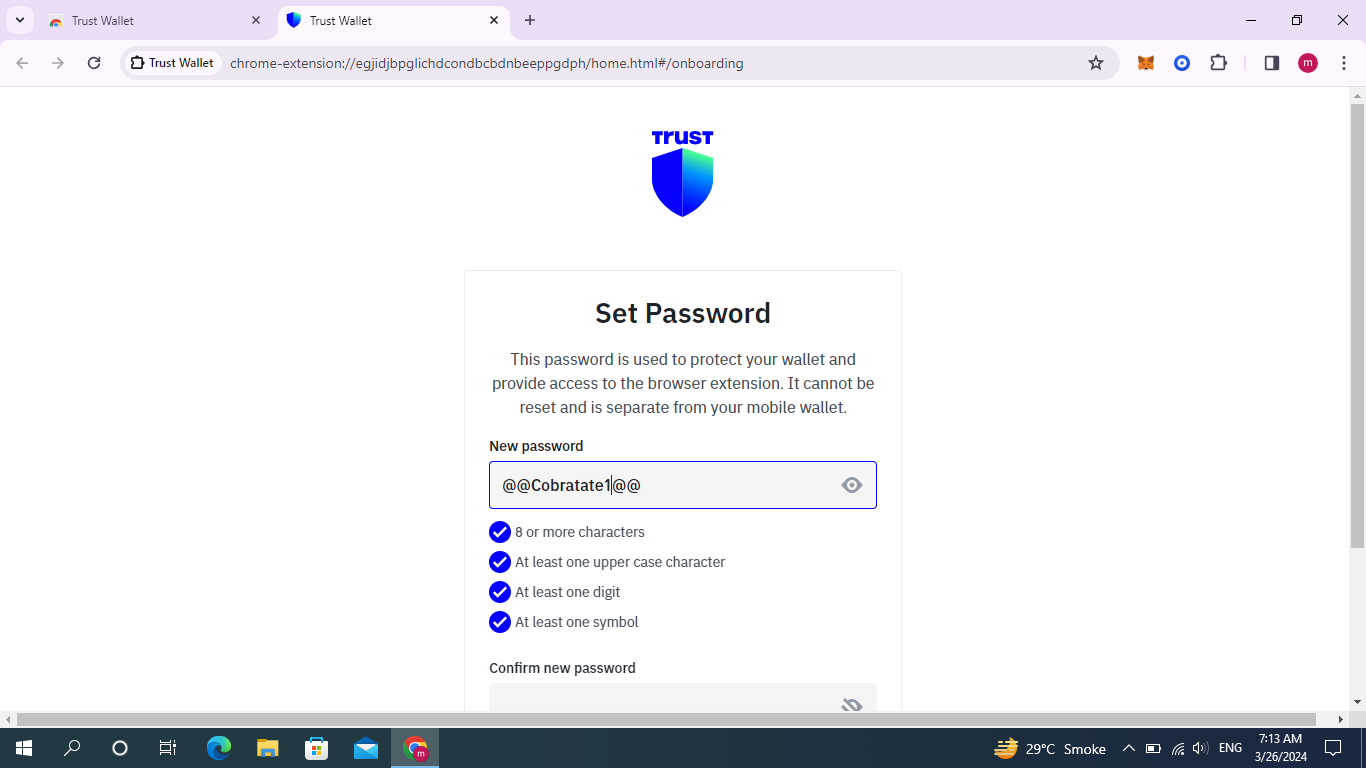 Trust Wallet
Trust Wallet
Trust Wallet
chrome-extension://egjidjbpglichdcondbcbdnbeeppgdph/home.html#/onboarding
m
TRUST
Set Password
This password is used to protect your wallet and
provide access to the browser extension. It cannot be
reset and is separate from your mobile wallet.
New password
@@Cobratate1@@
8 or more characters
At least one upper case character
At least one digit
At least one symbol
Confirm new password
m
29°C Smoke
ENG
7:13 AM
3/26/2024